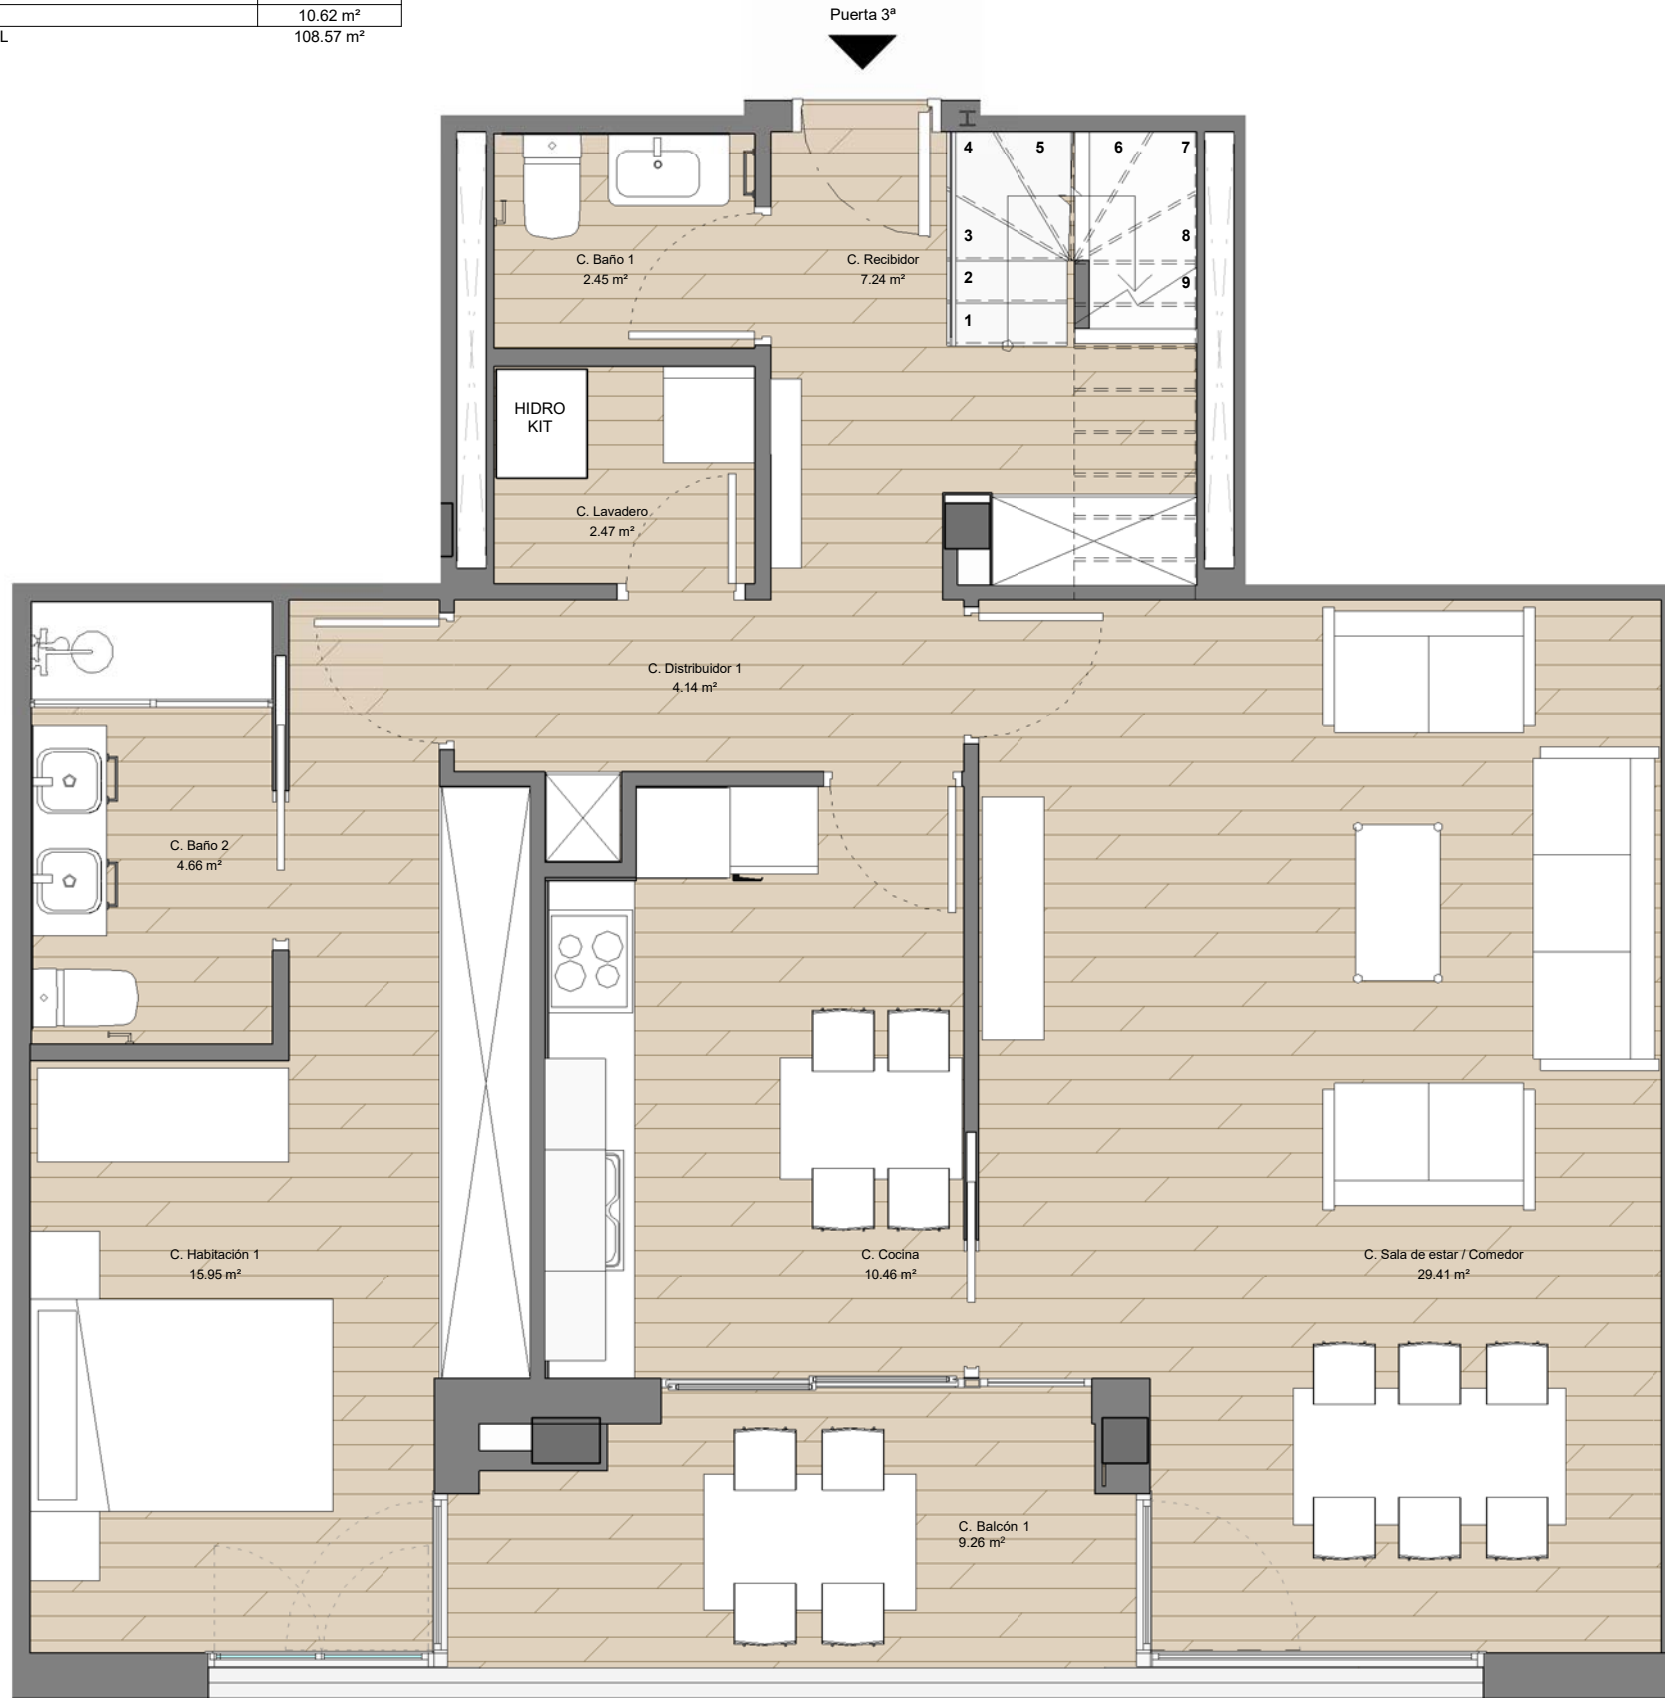 10.62 m²
L 108.57 m²
Puerta 3ª
4 5 6 7
3 8
2 9
1
C. Baño 1
2.45 m²
C. Recibidor
7.24 m²
HIDRO
KIT
C. Lavadero
2.47 m²
C. Distribuidor 1
4.14 m²
C. Baño 2
4.66 m²
C. Habitación 1
15.95 m²
C. Cocina
10.46 m²
C. Sala de estar / Comedor
29.41 m²
C. Balcón 1
9.26 m²